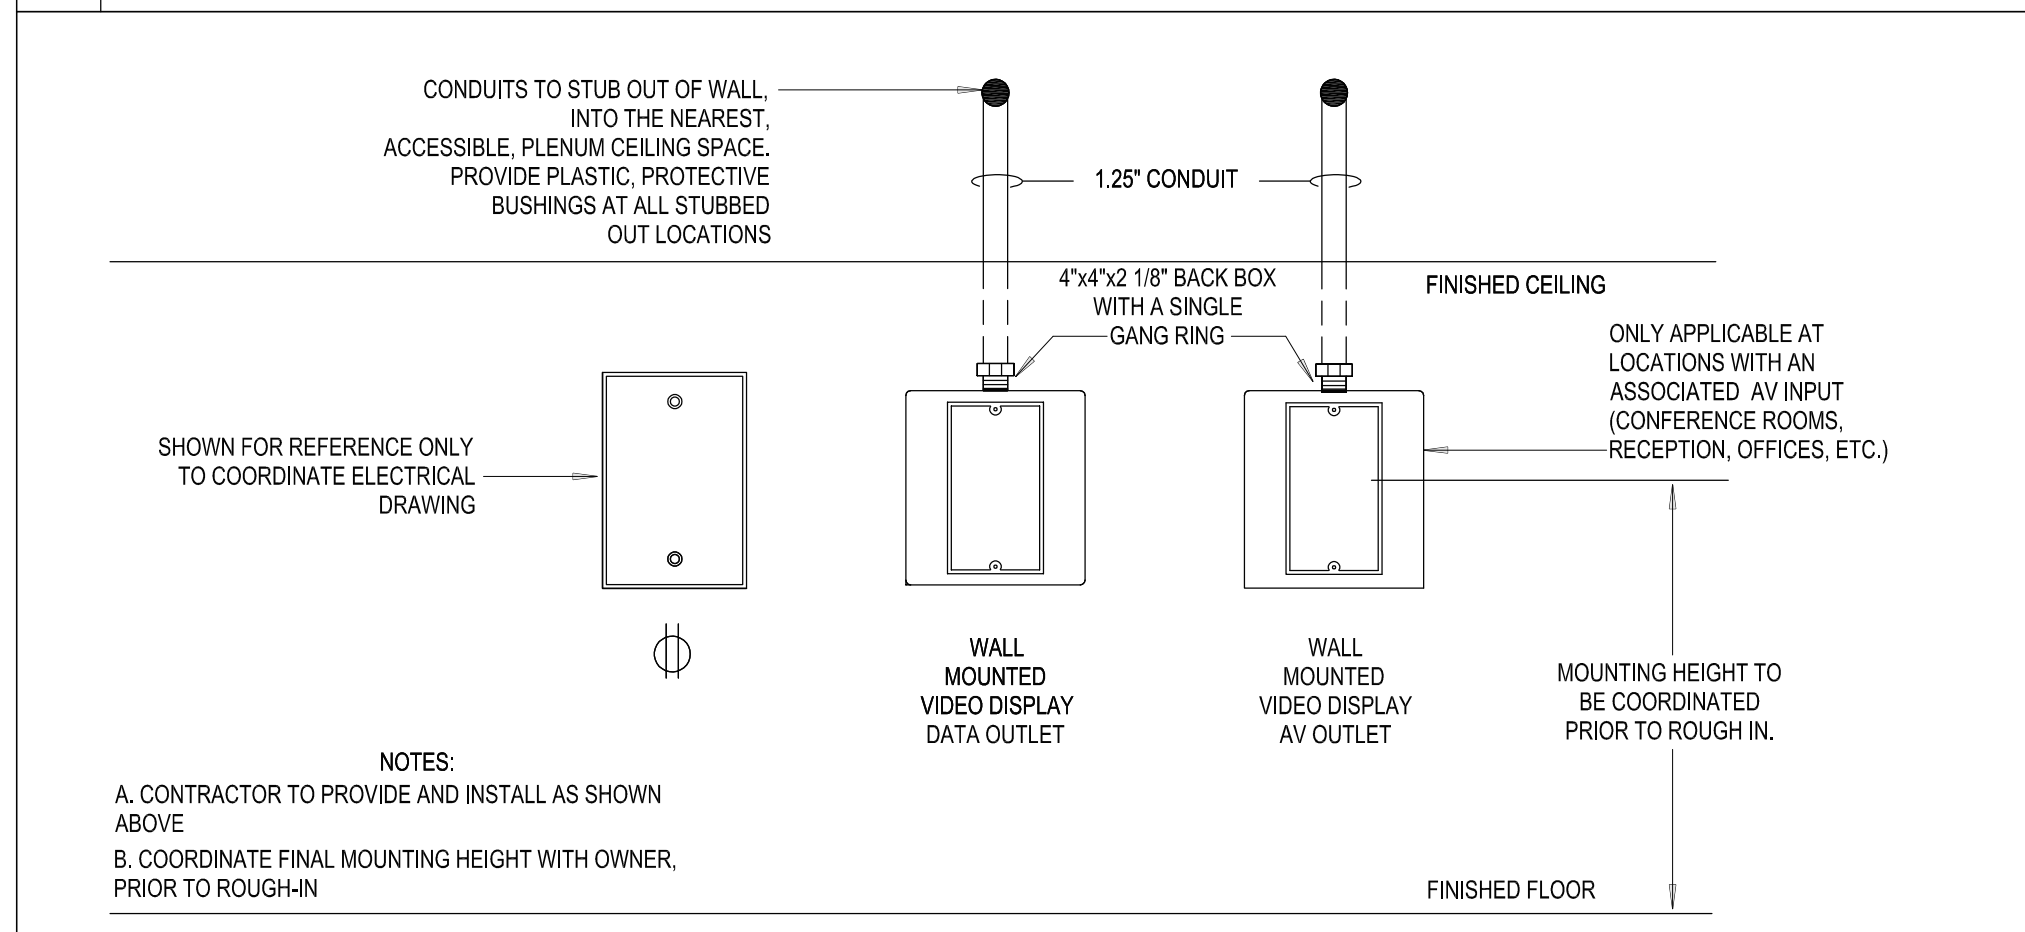 CONDUITS TO STUB OUT OF WALL,
INTO THE NEAREST,
ACCESSIBLE, PLENUM CEILING SPACE.
PROVIDE PLASTIC, PROTECTIVE
BUSHINGS AT ALL STUBBED
OUT LOCATIONS
1.25" CONDUIT
4"x4"x2 1/8" BACK BOX
WITH A SINGLE
GANG RING
FINISHED CEILING
ONLY APPLICABLE AT
LOCATIONS WITH AN
ASSOCIATED AV INPUT
(CONFERENCE ROOMS,
RECEPTION, OFFICES, ETC.)
SHOWN FOR REFERENCE ONLY
TO COORDINATE ELECTRICAL
DRAWING
WALL
MOUNTED
VIDEO DISPLAY
DATA OUTLET
WALL
MOUNTED
VIDEO DISPLAY
AV OUTLET
MOUNTING HEIGHT TO
BE COORDINATED
PRIOR TO ROUGH IN.
NOTES:
A. CONTRACTOR TO PROVIDE AND INSTALL AS SHOWN
ABOVE
B. COORDINATE FINAL MOUNTING HEIGHT WITH OWNER,
PRIOR TO ROUGH-IN
FINISHED FLOOR